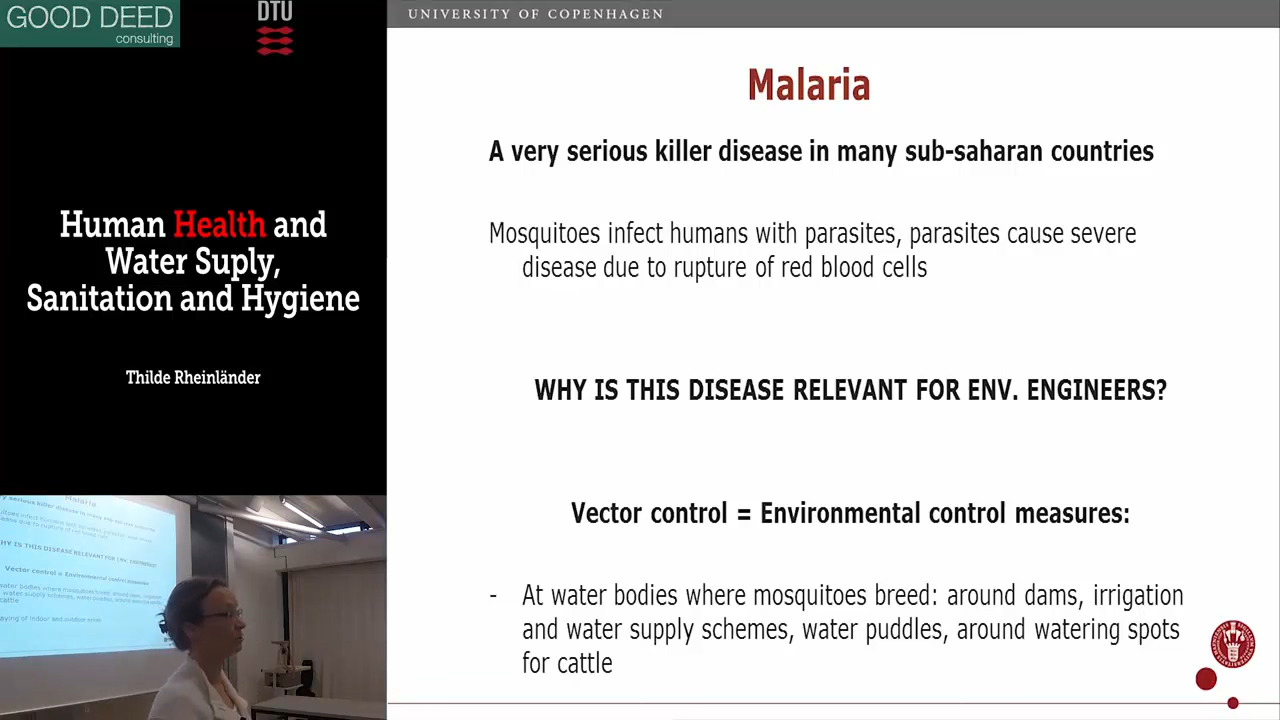 GOOD DEED
consulting
DTU
Human Health and
Water Suply,
Sanitation and Hygiene
Thilde Rheinländer
UNIVERSITY OF COPENHAGEN
Malaria
A very serious killer disease in many sub-saharan countries
Mosquitoes infect humans with parasites, parasites cause severe
disease due to rupture of red blood cells
WHY IS THIS DISEASE RELEVANT FOR ENV. ENGINEERS?
Vector control = Environmental control measures:
- At water bodies where mosquitoes breed: around dams, irrigation
and water supply schemes, water puddles, around watering spots
for cattle